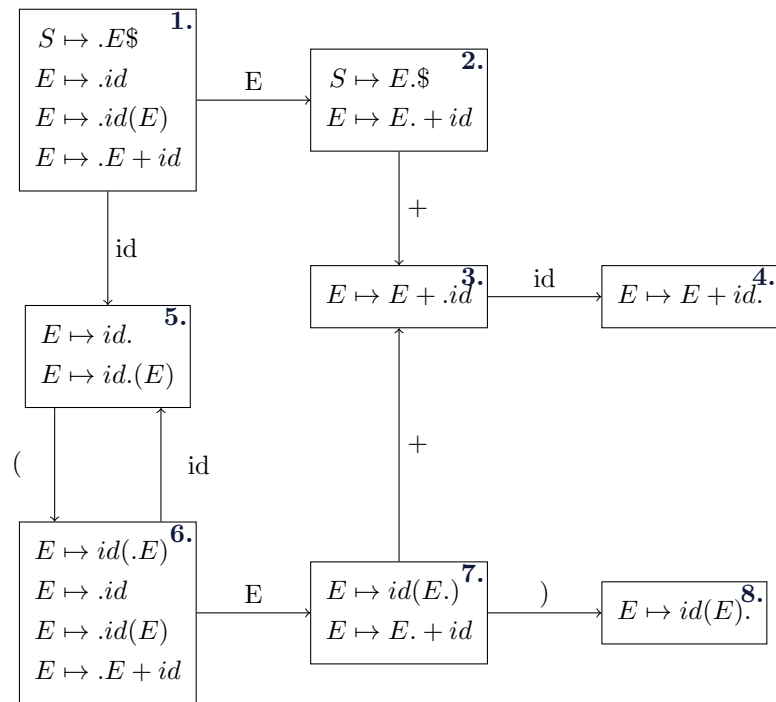 1.
S ↦ .E$
E ↦ .id
E ↦ .id(E)
E ↦ .E + id
E
2.
S ↦ E.$
E ↦ E. + id
+
id
3.
E ↦ E + .id
id
4.
E ↦ E + id.
5.
E ↦ id.
E ↦ id.(E)
+
(
id
6.
E ↦ id(.E)
E ↦ .id
E ↦ .id(E)
E ↦ .E + id
E
7.
E ↦ id(E.)
E ↦ E. + id
)
8.
E ↦ id(E).